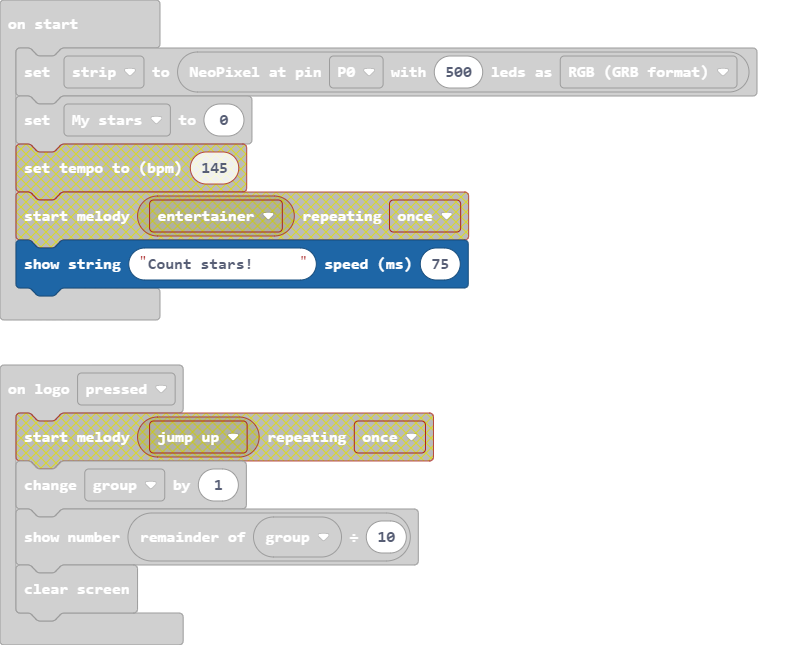 on start
set strip to NeoPixel at pin P0 with 500 leds as RGB (GRB format)
set My stars to 0
set tempo to (bpm) 145
start melody entertainer repeating once
show string "Count stars! " speed (ms) 75
on logo pressed
start melody jump up repeating once
change group by 1
show number remainder of group ÷ 10
clear screen